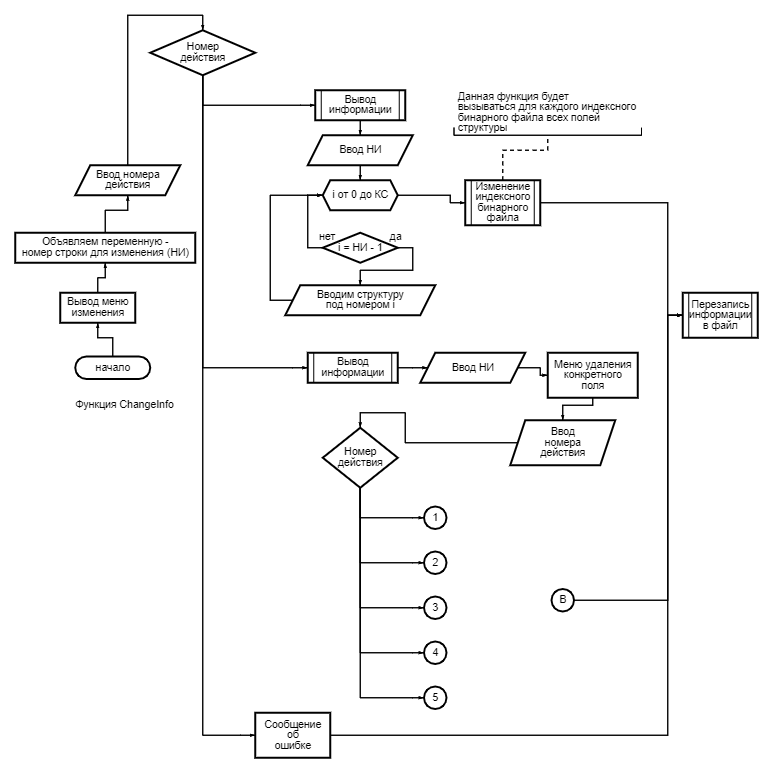 Номер
действия
Вывод
информации
Данная функция будет
вызываться для каждого индексного
бинарного файла всех полей
структуры
Ввод НИ
Ввод номера
действия
i от 0 до КС
Изменение
индексного
бинарного
файла
нет
да
i = НИ - 1
Объявляем переменную -
номер строки для изменения (НИ)
Вводим структуру
под номером i
Вывод меню
изменения
Перезапись
информации
в файл
начало
Функция ChangeInfo
Вывод
информации
Ввод НИ
Меню удаления
конкретного
поля
Ввод
номера
действия
Номер
действия
1
2
3
В
4
5
Сообщение
об
ошибке